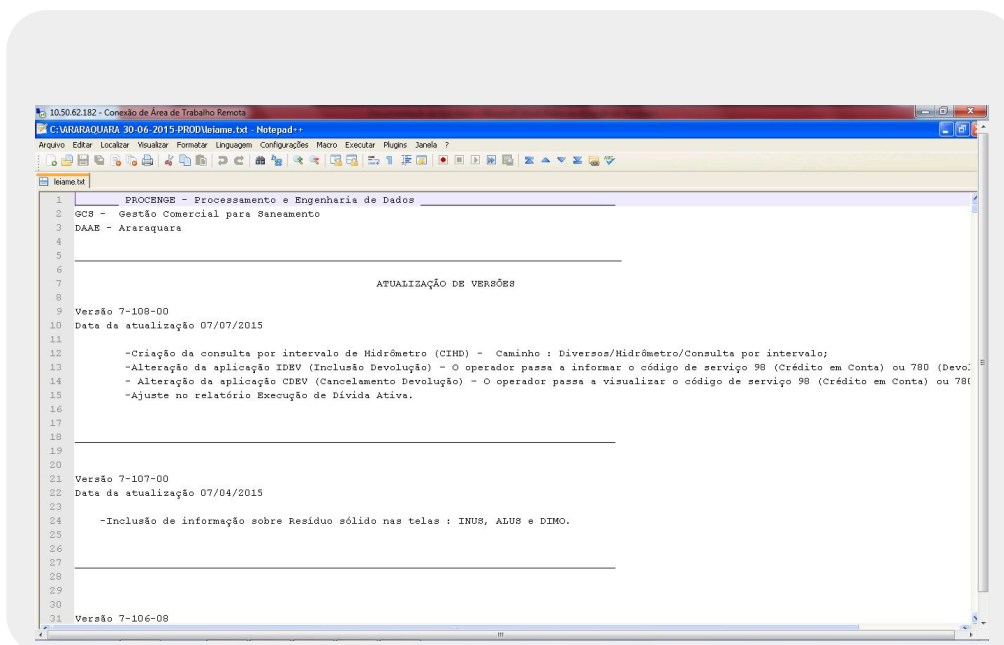 10.50.62.182 - Conexão de Área de Trabalho Remota
C:\ARARAQUARA 30-06-2015-PROD\leiame.txt - Notepad++
Arquivo Editar Localizar Visualizar Formatar Linguagem Configurações Macro Executar Plugins Janela ?
leiame.txt
1 ______ PROCENGE - Processamento e Engenharia de Dados ___________________________
2 GCS - Gestão Comercial para Saneamento
3 DAAE - Araraquara
4
5 ______________________________________________________________________
6
7 ATUALIZAÇÃO DE VERSÕES
8
9 Versão 7-108-00
10 Data da atualização 07/07/2015
11
12 -Criação da consulta por intervalo de Hidrômetro (CIHD) - Caminho : Diversos/Hidrômetro/Consulta por intervalo;
13 -Alteração da aplicação IDEV (Inclusão Devolução) - O operador passa a informar o código de serviço 98 (Crédito em Conta) ou 780 (Devol
14 - Alteração da aplicação CDEV (Cancelamento Devolução) - O operador passa a visualizar o código de serviço 98 (Crédito em Conta) ou 780
15 -Ajuste no relatório Execução de Dívida Ativa.
16
17
18 ______________________________________________________________________
19
20
21 Versão 7-107-00
22 Data da atualização 07/04/2015
23
24 -Inclusão de informação sobre Resíduo sólido nas telas : INUS, ALUS e DIMO.
25
26
27 ______________________________________________________________________
28
29
30
31 Versão 7-106-08